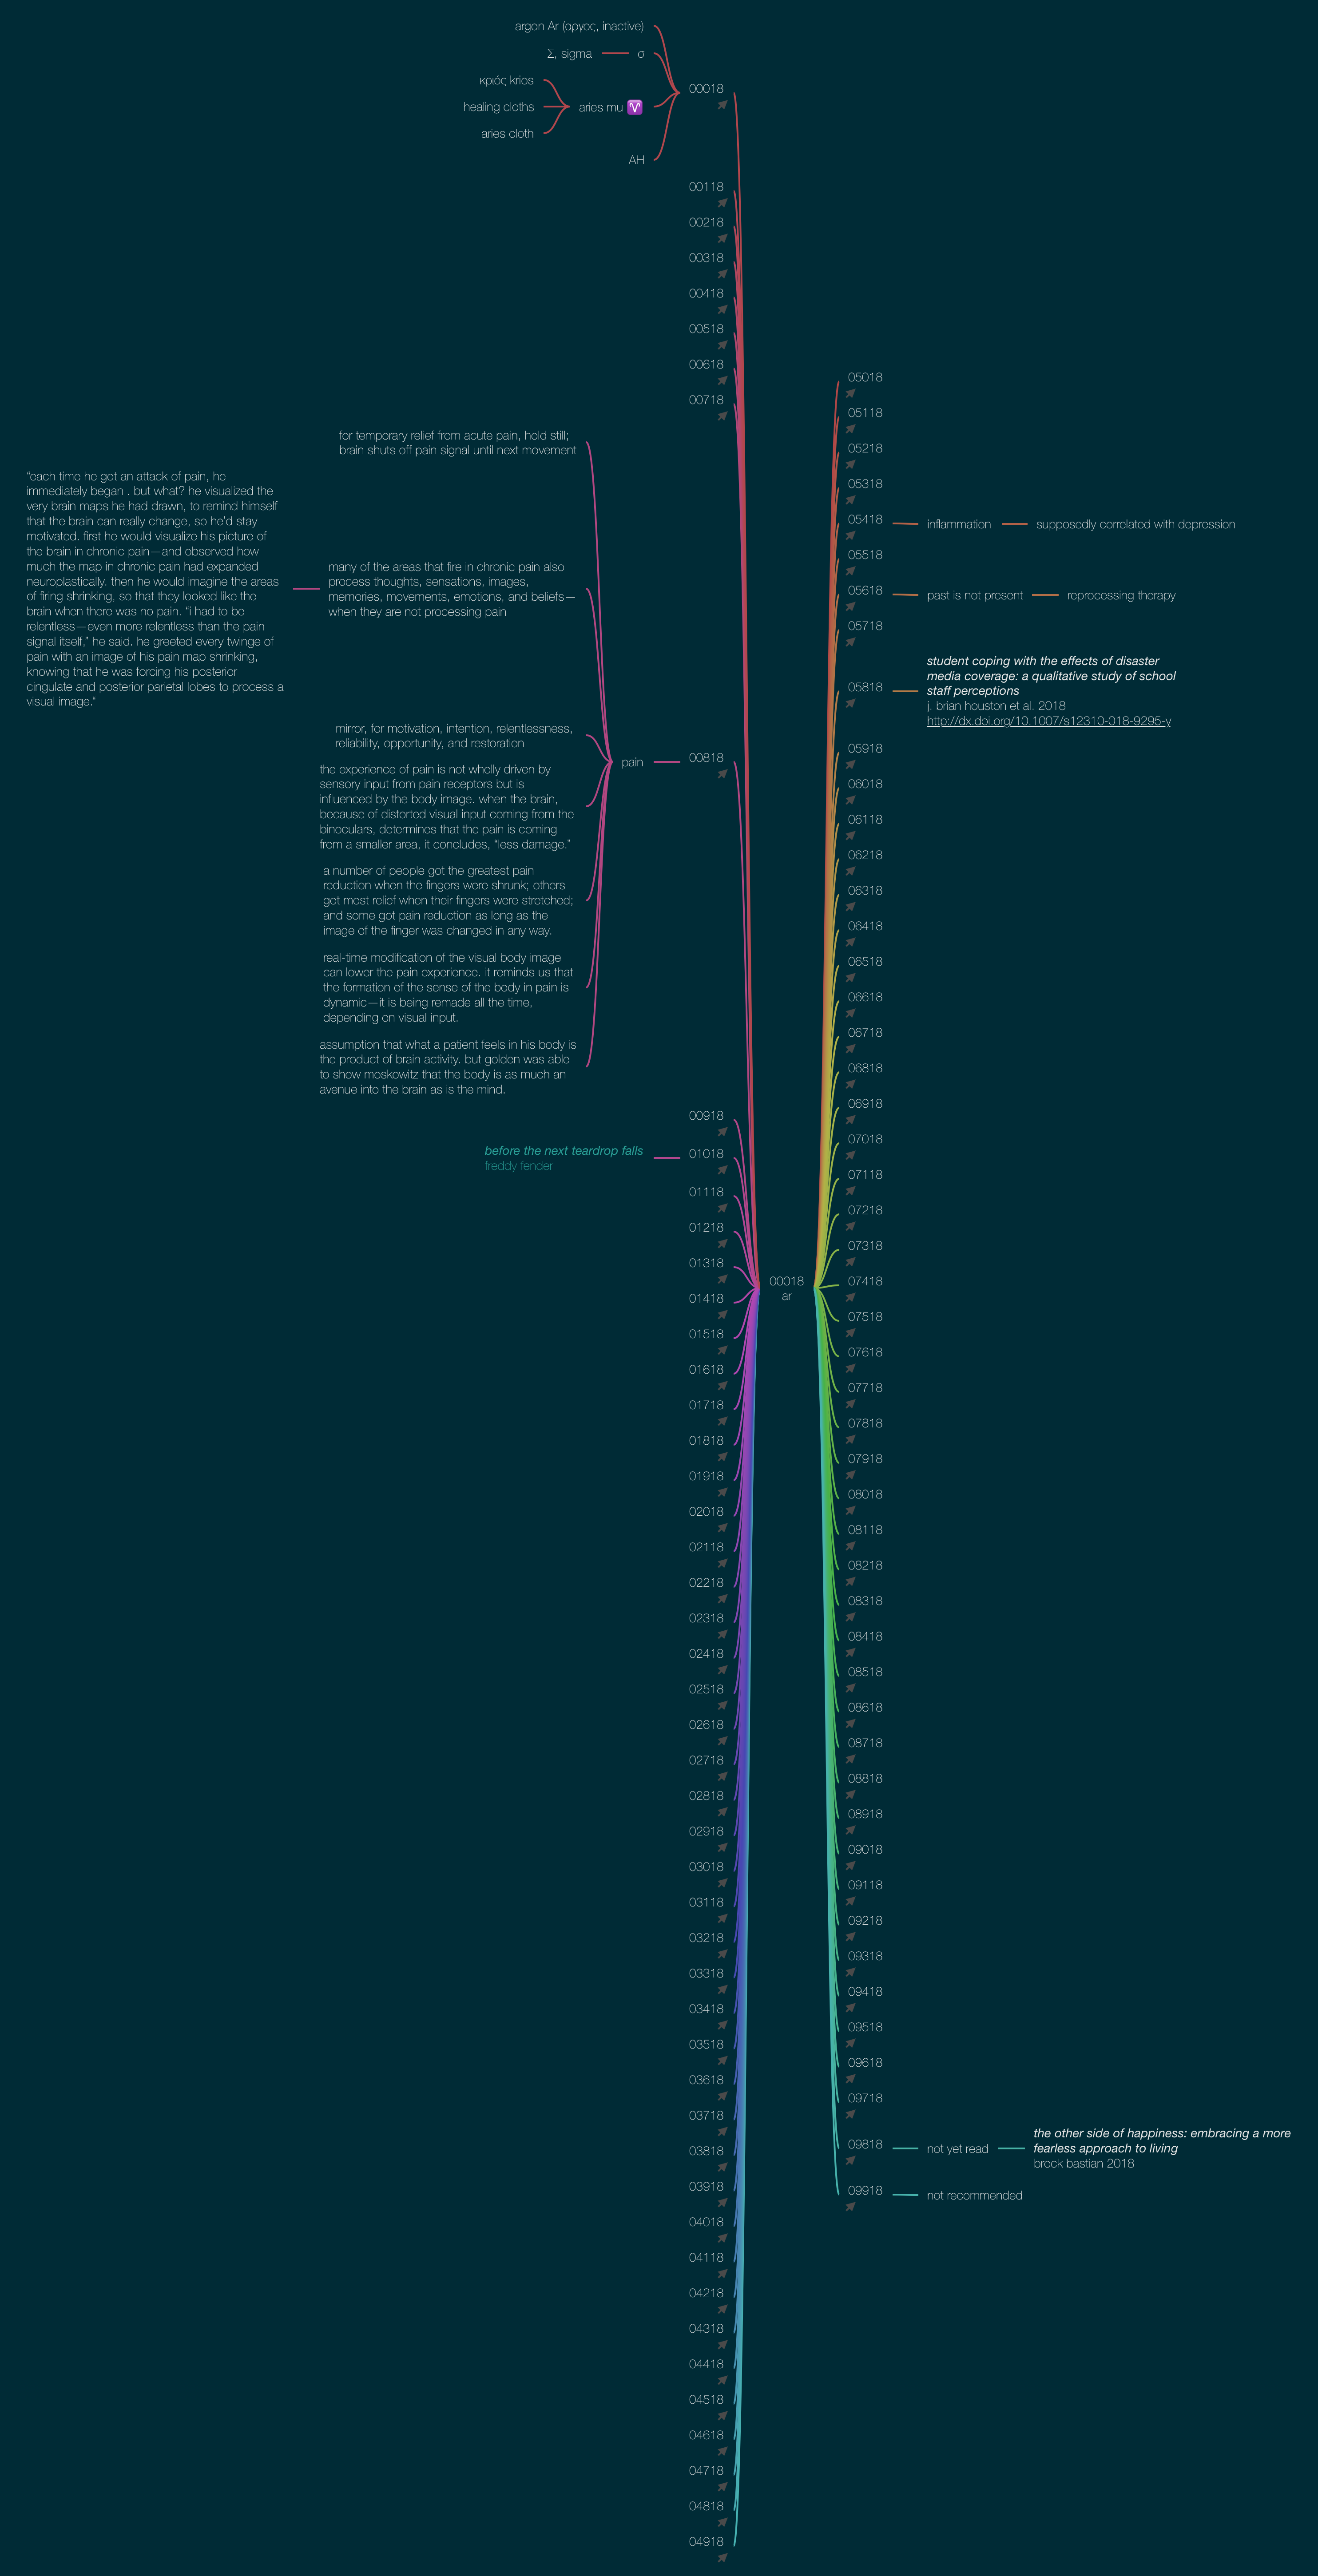 argon Ar (αργος, inactive)
Σ, sigma
σ
κριός krios
healing cloths
aries cloth
aries mu ♈
AH
00018
00118
00218
00318
00418
00518
00618
00718
for temporary relief from acute pain, hold still;
brain shuts off pain signal until next movement
“each time he got an attack of pain, he
immediately began . but what? he visualized the
very brain maps he had drawn, to remind himself
that the brain can really change, so he’d stay
motivated. first he would visualize his picture of
the brain in chronic pain—and observed how
much the map in chronic pain had expanded
neuroplastically. then he would imagine the areas
of firing shrinking, so that they looked like the
brain when there was no pain. “i had to be
relentless—even more relentless than the pain
signal itself,” he said. he greeted every twinge of
pain with an image of his pain map shrinking,
knowing that he was forcing his posterior
cingulate and posterior parietal lobes to process a
visual image.“
many of the areas that fire in chronic pain also
process thoughts, sensations, images,
memories, movements, emotions, and beliefs—
when they are not processing pain
mirror, for motivation, intention, relentlessness,
reliability, opportunity, and restoration
the experience of pain is not wholly driven by
sensory input from pain receptors but is
influenced by the body image. when the brain,
because of distorted visual input coming from the
binoculars, determines that the pain is coming
from a smaller area, it concludes, “less damage.”
a number of people got the greatest pain
reduction when the fingers were shrunk; others
got most relief when their fingers were stretched;
and some got pain reduction as long as the
image of the finger was changed in any way.
real-time modification of the visual body image
can lower the pain experience. it reminds us that
the formation of the sense of the body in pain is
dynamic—it is being remade all the time,
depending on visual input.
assumption that what a patient feels in his body is
the product of brain activity. but golden was able
to show moskowitz that the body is as much an
avenue into the brain as is the mind.
pain
00818
00918
before the next teardrop falls
freddy fender
01018
01118
01218
01318
01418
01518
01618
01718
01818
01918
02018
02118
02218
02318
02418
02518
02618
02718
02818
02918
03018
03118
03218
03318
03418
03518
03618
03718
03818
03918
04018
04118
04218
04318
04418
04518
04618
04718
04818
04918
00018
ar
05018
05118
05218
05318
05418
inflammation
supposedly correlated with depression
05518
05618
past is not present
reprocessing therapy
05718
05818
student coping with the effects of disaster
media coverage: a qualitative study of school
staff perceptions
j. brian houston et al. 2018
http://dx.doi.org/10.1007/s12310-018-9295-y
05918
06018
06118
06218
06318
06418
06518
06618
06718
06818
06918
07018
07118
07218
07318
07418
07518
07618
07718
07818
07918
08018
08118
08218
08318
08418
08518
08618
08718
08818
08918
09018
09118
09218
09318
09418
09518
09618
09718
09818
not yet read
the other side of happiness: embracing a more
fearless approach to living
brock bastian 2018
09918
not recommended